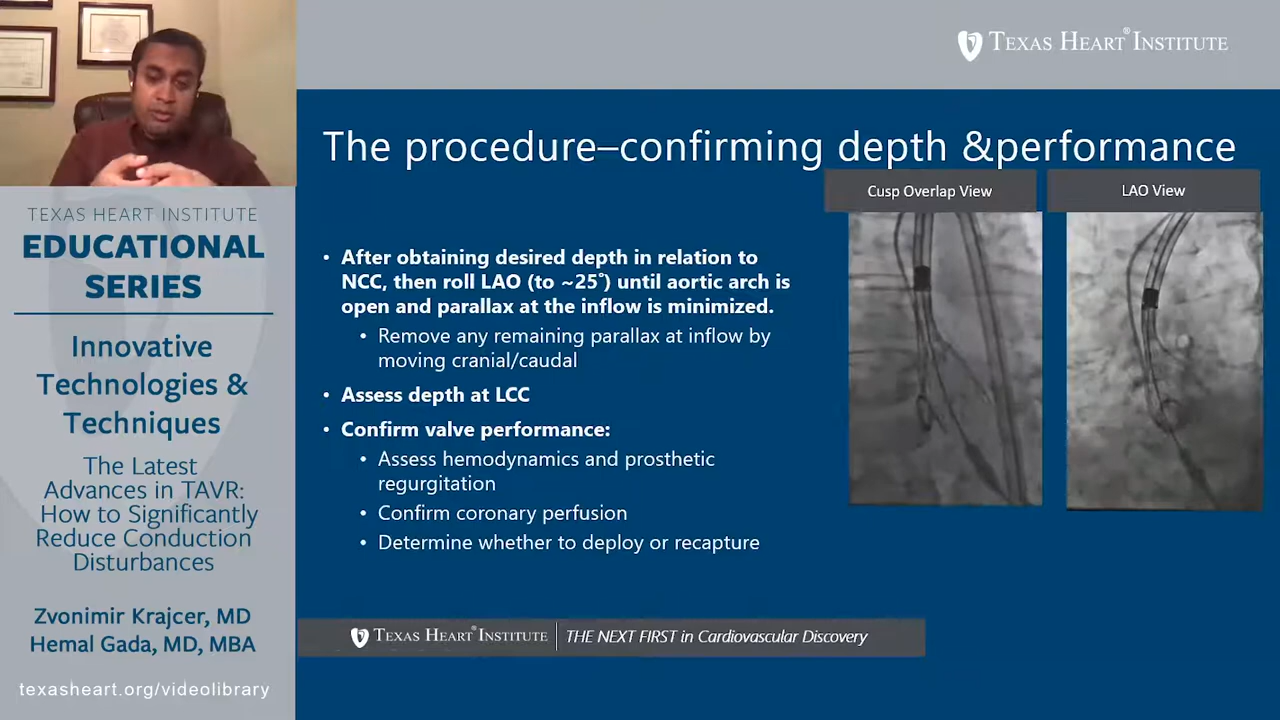 TEXAS HEART INSTITUTE
EDUCATIONAL
SERIES
Innovative
Technologies &
Techniques
The Latest
Advances in TAVR:
How to Significantly
Reduce Conduction
Disturbances
Zvonimir Krajcer, MD
Hemal Gada, MD, MBA
texasheart.org/videolibrary
TEXAS HEART® INSTITUTE
The procedure–confirming depth &performance
Cusp Overlap View
LAO View
• After obtaining desired depth in relation to
NCC, then roll LAO (to ~25°) until aortic arch is
open and parallax at the inflow is minimized.
• Remove any remaining parallax at inflow by
moving cranial/caudal
• Assess depth at LCC
• Confirm valve performance:
• Assess hemodynamics and prosthetic
regurgitation
• Confirm coronary perfusion
• Determine whether to deploy or recapture
TEXAS HEART® INSTITUTE
THE NEXT FIRST in Cardiovascular Discovery